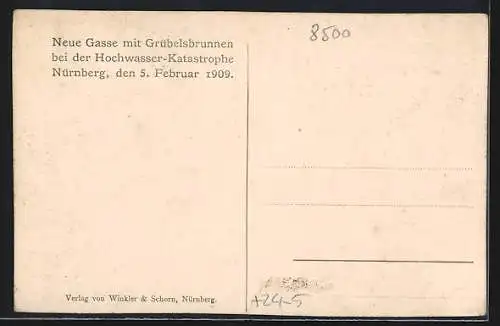 8500
Neue Gasse mit Grübelsbrunnen
bei der Hochwasser-Katastrophe
Nürnberg, den 5. Februar 1909.
Verlag von Winkler & Schorn, Nürnberg.